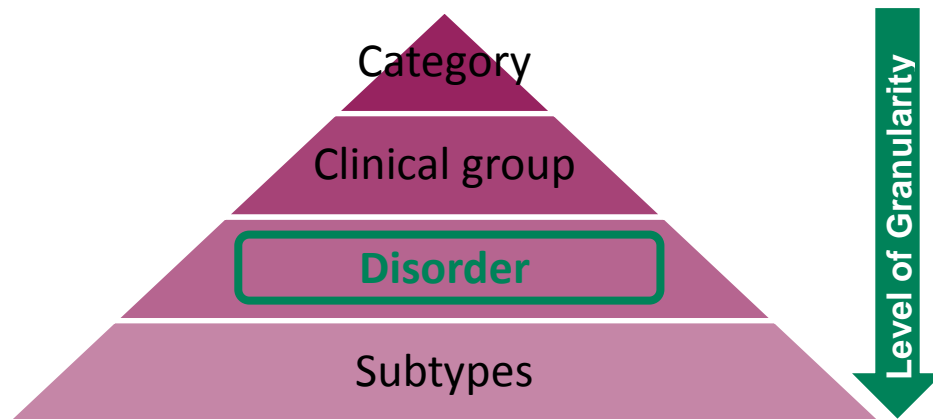 Category
Clinical group
Disorder
Subtypes
Level of Granularity